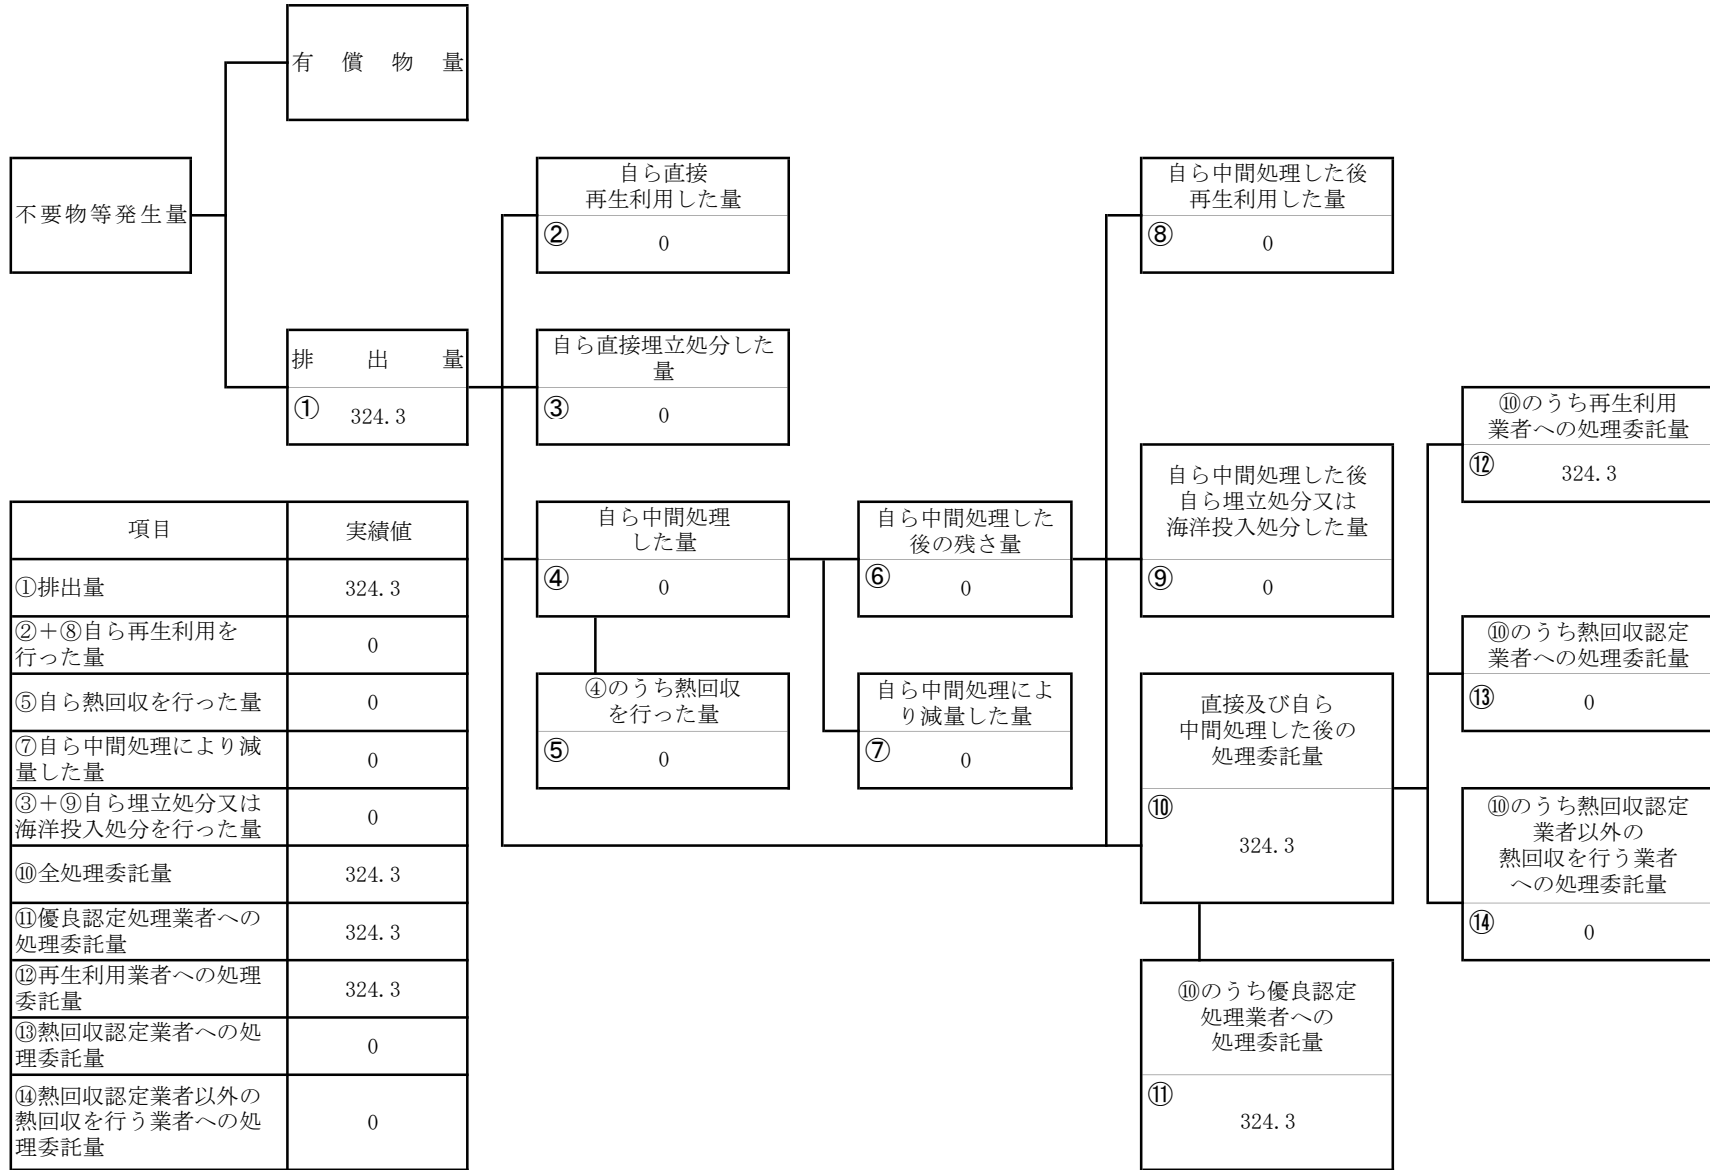 有償物量
不要物等発生量
排出量
① 324.3
自ら直接
再生利用した量
② 0
自ら直接埋立処分した
量
③ 0
自ら中間処理
した量
④ 0
④のうち熱回収
を行った量
⑤ 0
自ら中間処理した
後の残さ量
⑥ 0
自ら中間処理によ
り減量した量
⑦ 0
自ら中間処理した後
再生利用した量
⑧ 0
自ら中間処理した後
自ら埋立処分又は
海洋投入処分した量
⑨ 0
直接及び自ら
中間処理した後の
処理委託量
⑩
324.3
⑩のうち優良認定
処理業者への
処理委託量
⑪
324.3
⑩のうち再生利用
業者への処理委託量
⑫ 324.3
⑩のうち熱回収認定
業者への処理委託量
⑬ 0
⑩のうち熱回収認定
業者以外の
熱回収を行う業者
への処理委託量
⑭ 0
項目 実績値
①排出量 324.3
②＋⑧自ら再生利用を
行った量 0
⑤自ら熱回収を行った量 0
⑦自ら中間処理により減
量した量 0
③＋⑨自ら埋立処分又は
海洋投入処分を行った量 0
⑩全処理委託量 324.3
⑪優良認定処理業者への
処理委託量 324.3
⑫再生利用業者への処理
委託量 324.3
⑬熱回収認定業者への処
理委託量 0
⑭熱回収認定業者以外の
熱回収を行う業者への処
理委託量 0